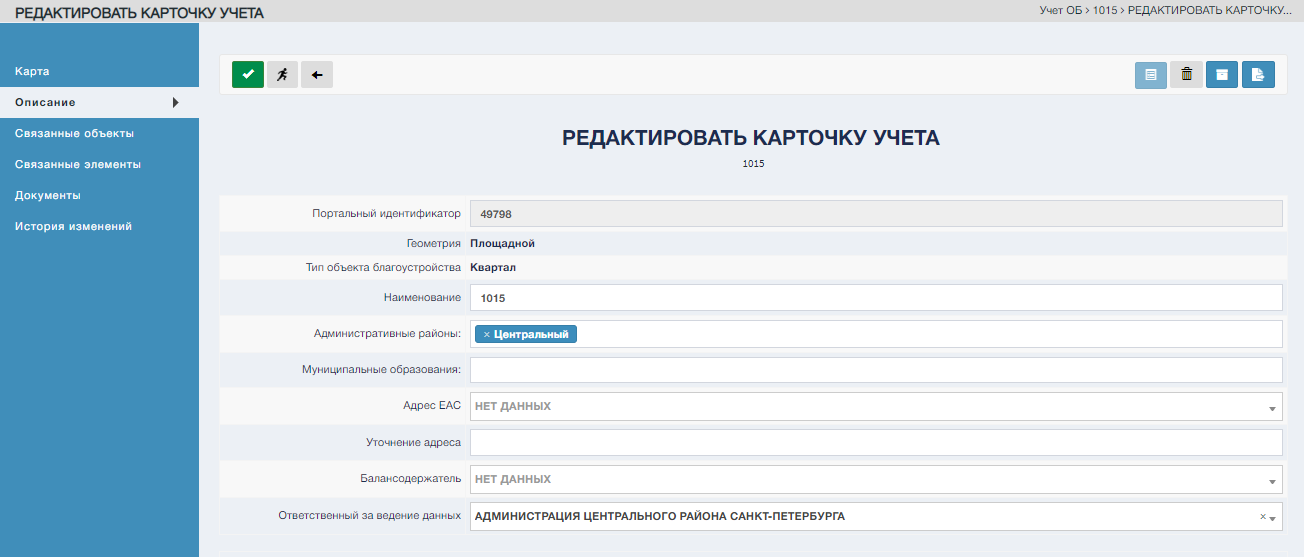 РЕДАКТИРОВАТЬ КАРТОЧКУ УЧЕТА
Учет ОБ > 1015 > РЕДАКТИРОВАТЬ КАРТОЧКУ...
Карта
Описание
Связанные объекты
Связанные элементы
Документы
История изменений
РЕДАКТИРОВАТЬ КАРТОЧКУ УЧЕТА
1015
Портальный идентификатор 49798
Геометрия Площадной
Тип объекта благоустройства Квартал
Наименование 1015
Административные районы: × Центральный
Муниципальные образования:
Адрес ЕАС НЕТ ДАННЫХ
Уточнение адреса
Балансодержатель НЕТ ДАННЫХ
Ответственный за ведение данных АДМИНИСТРАЦИЯ ЦЕНТРАЛЬНОГО РАЙОНА САНКТ-ПЕТЕРБУРГА ×